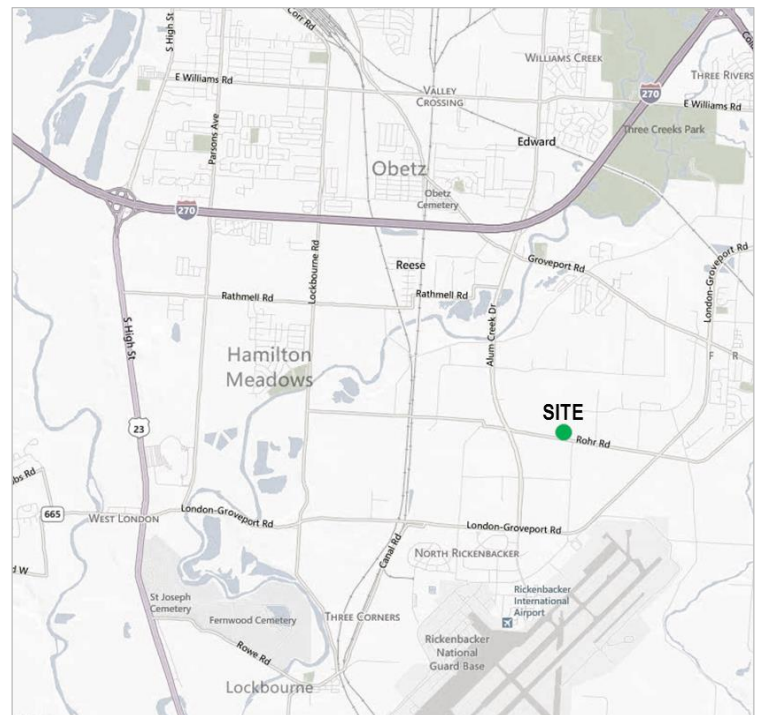 Corr Rd
S High St
WILLIAMS CREEK
THREE RIVERS
E Williams Rd
VALLEY
CROSSING
270
E Williams Rd
Parsons Ave
Three Creeks Park
Edward
Obetz
Obetz
Cemetery
270
Lockbourne Rd
Reese
Groveport Rd
London-Groveport Rd
Rathmell Rd
Rathmell Rd
S High St
Alum Creek Dr
Hamilton
Meadows
F R
SITE
23
Rohr Rd
bs Rd
665
WEST LONDON
London-Groveport Rd
London-Groveport Rd
Canal Rd
NORTH RICKENBACKER
d W
St Joseph
Cemetery
Fernwood Cemetery
THREE CORNERS
Rickenbacker
International
Airport
Rickenbacker
National
Guard Base
Rowe Rd
Lockbourne